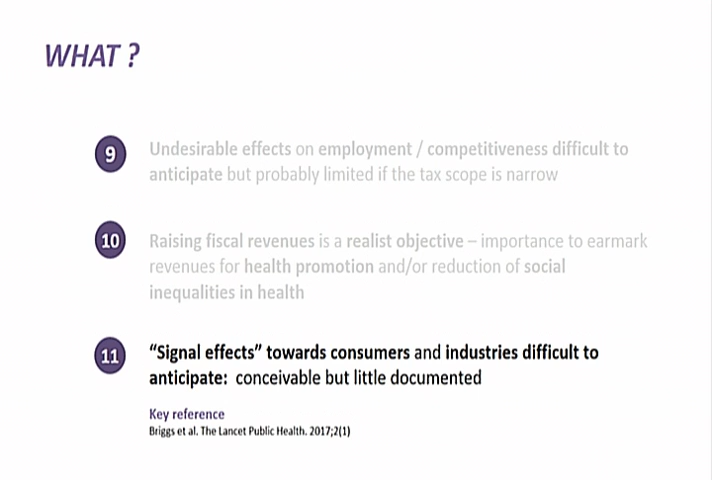 WHAT ?
9
Undesirable effects on employment / competitiveness difficult to
anticipate but probably limited if the tax scope is narrow
10
Raising fiscal revenues is a realist objective – importance to earmark
revenues for health promotion and/or reduction of social
inequalities in health
11
“Signal effects” towards consumers and industries difficult to
anticipate: conceivable but little documented
Key reference
Briggs et al. The Lancet Public Health. 2017;2(1)